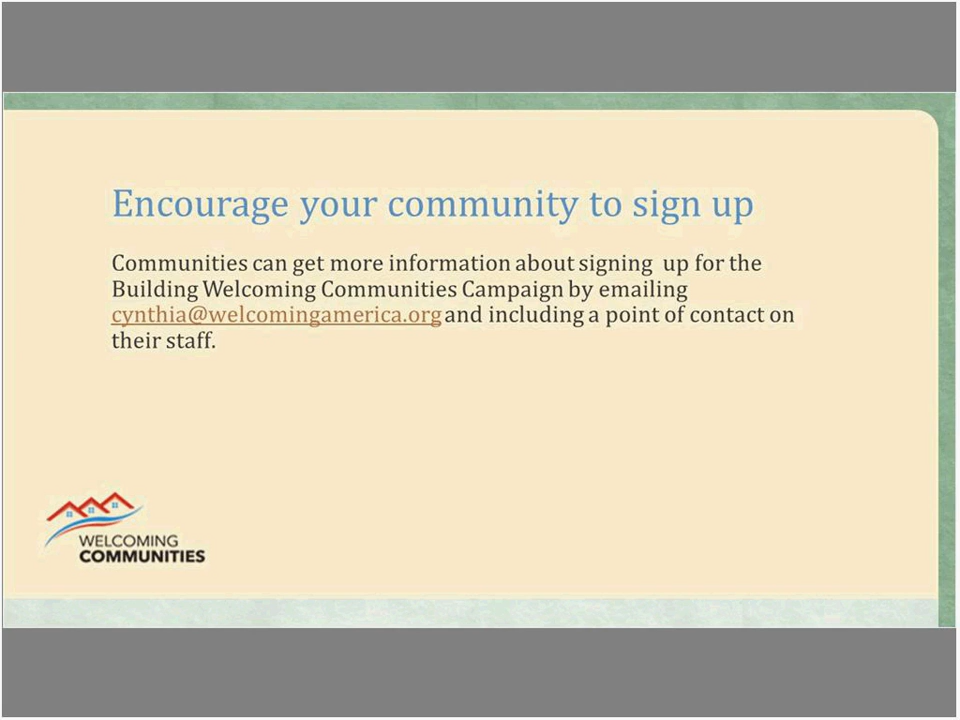 Encourage your community to sign up
Communities can get more information about signing up for the
Building Welcoming Communities Campaign by emailing
cynthia@welcomingamerica.org and including a point of contact on
their staff.
WELCOMING
COMMUNITIES